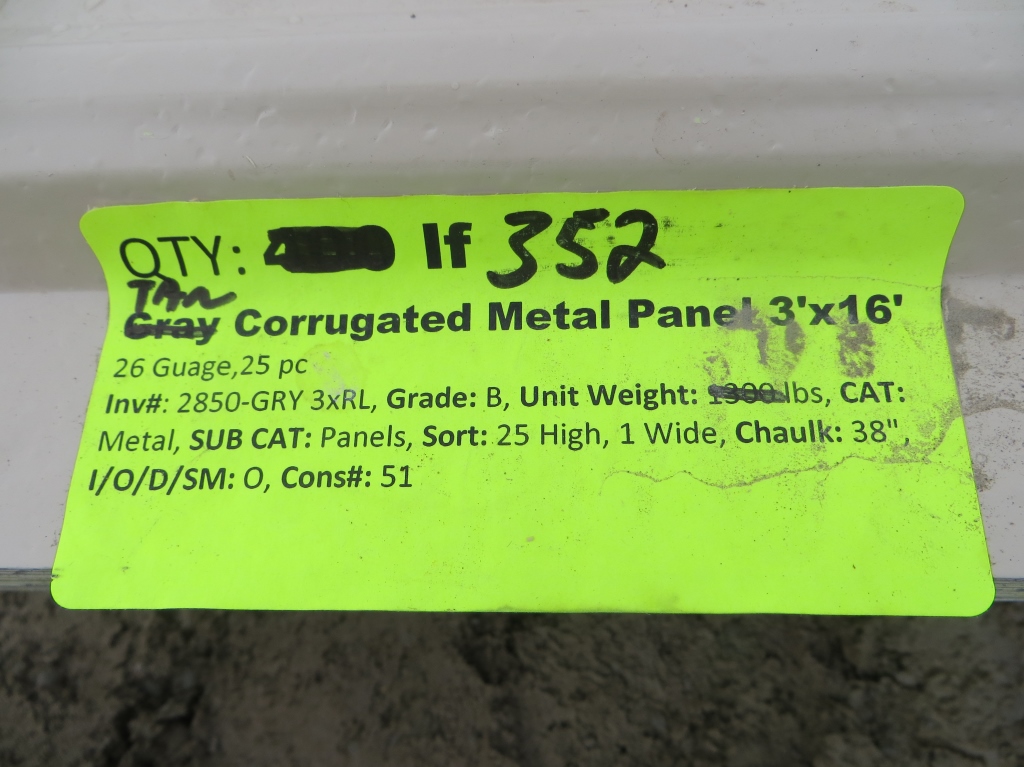 QTY: lf 352
TAN
Gray Corrugated Metal Panel 3'x16'
26 Guage,25 pc
Inv#: 2850-GRY 3xRL, Grade: B, Unit Weight: 1300 lbs, CAT:
Metal, SUB CAT: Panels, Sort: 25 High, 1 Wide, Chaulk: 38",
I/O/D/SM: O, Cons#: 51